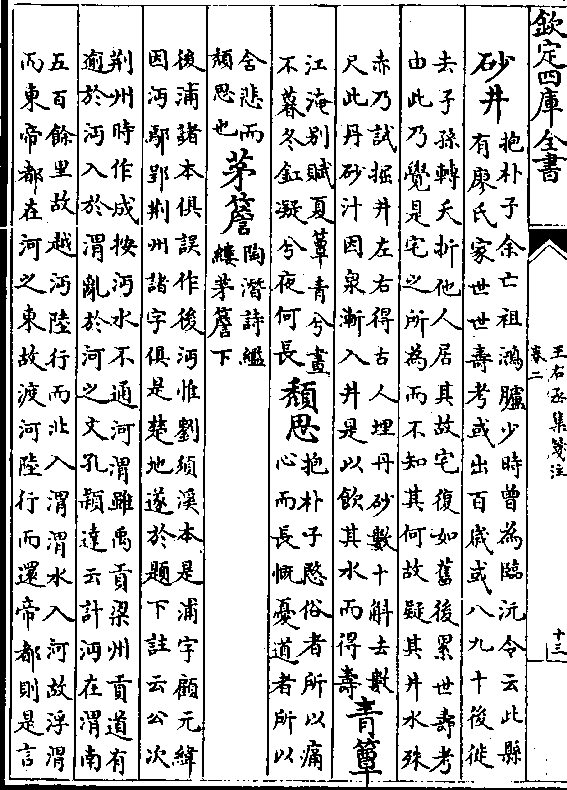 欽定四庫全書
王右丞集箋注
卷二
十三
砂井
抱朴子余亡祖鴻臚少時曾為臨沅令云此縣
有廖氏家世世壽考或出百歲或八九十後徙
去子孫轉夭折他人居其故宅復如舊後累世壽考
由此乃覺是宅之所為而不知其何故疑其井水殊
赤乃試掘井左右得古人埋丹砂數十斛去數
尺此丹砂汁因泉漸入井是以飲其水而得壽
青簟
江淹别賦夏簟青兮晝
不暮冬釭凝兮夜何長
頽思
抱朴子愍俗者所以痛
心而長慨憂道者所以
含悲而
頽思也
茅簷
陶潛詩繿
縷茅簷下
後浦諸本俱誤作後沔惟劉須溪本是浦字顧元緯
因沔鄢郢荆州諸字俱是楚地遂於題下註云公次
荆州時作成按沔水不通河渭雖禹貢梁州貢道有
逾於沔入於渭亂於河之文孔穎達云計沔在渭南
五百餘里故越沔陸行而北入渭渭水入河故浮渭
而東帝都在河之東故渡河陸行而還帝都則是言